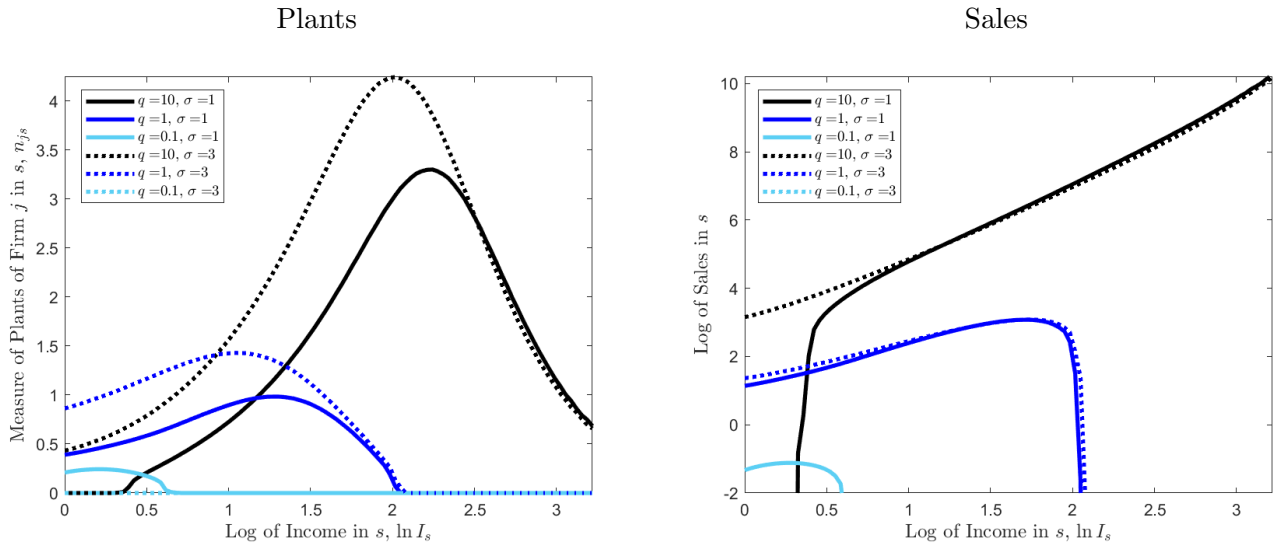 Plants
Sales
4
3.5
3
2.5
2
1.5
1
0.5
0
Measure of Plants of Firm j in s, n_{js}
q =10, σ =1
q =1, σ =1
q =0.1, σ =1
q =10, σ =3
q =1, σ =3
q =0.1, σ =3
0 0.5 1 1.5 2 2.5 3
Log of Income in s, ln I_s
10
8
6
4
2
0
-2
Log of Sales in s
q =10, σ =1
q =1, σ =1
q =0.1, σ =1
q =10, σ =3
q =1, σ =3
q =0.1, σ =3
0 0.5 1 1.5 2 2.5 3
Log of Income in s, ln I_s